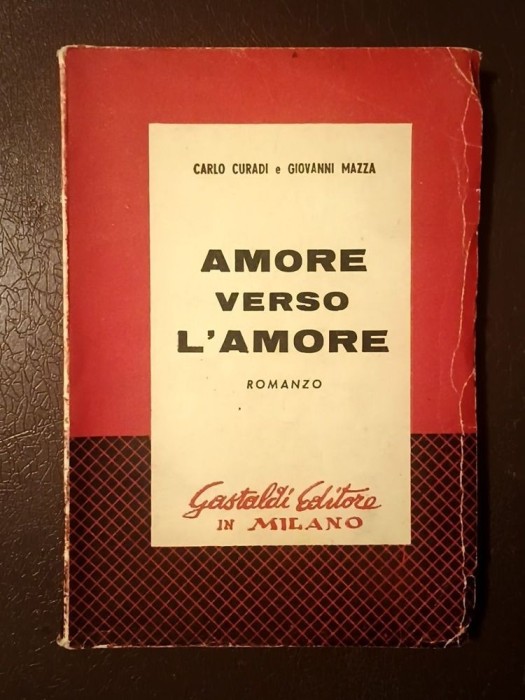 CARLO CURADI e GIOVANNI MAZZA
AMORE
VERSO
L'AMORE
ROMANZO
Gastaldi Editore
IN MILANO